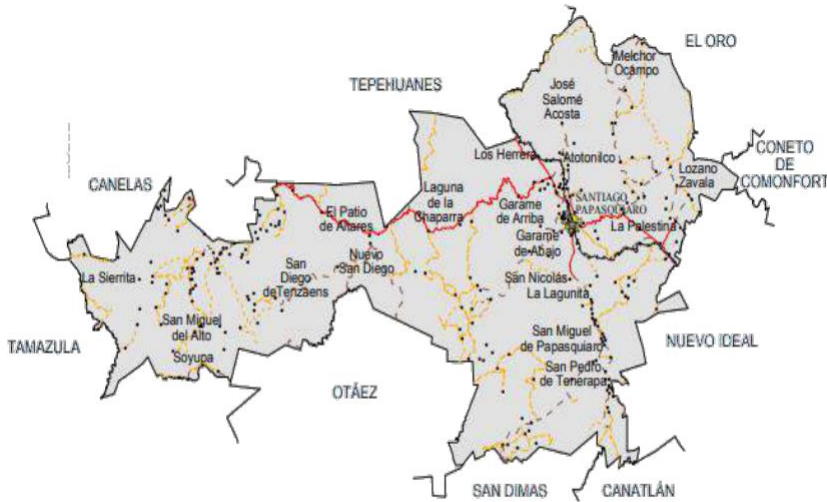 EL ORO
Melchor
Ocampo
TEPEHUANES
José
Salomé
Acosta
CONETO
DE
COMONFORT
Los Herrera
Atotonilco
Lozano
Zavala
CANELAS
Laguna
de la
Chaparra
SANTIAGO
PAPASQUIARO
Garame
de Arriba
El Patio
de Altares
La Palestina
Garame
de Abajo
Nuevo
San Diego
La Sierrita
San
Diego
de Tenzaens
San Nicolás
La Lagunita
San Miguel
del Alto
San Miguel
de Papasquiaro
NUEVO IDEAL
TAMAZULA
Soyupa
San Pedro
de Tenerapa
OTÁEZ
SAN DIMAS
CANATLÁN